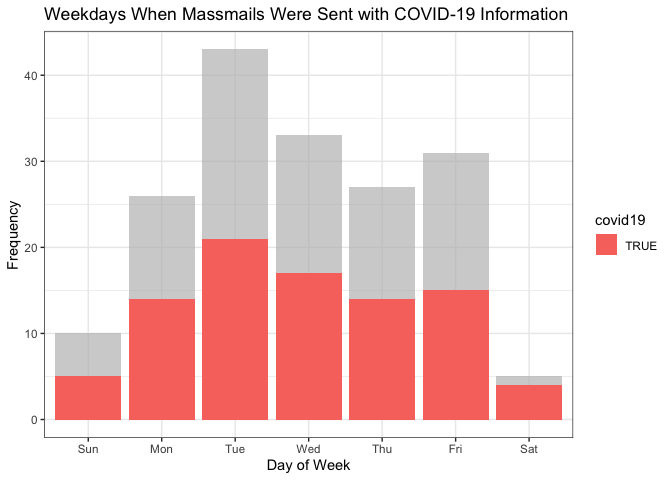 Weekdays When Massmails Were Sent with COVID-19 Information
40
30
20
10
0
Frequency
Sun Mon Tue Wed Thu Fri Sat
Day of Week
covid19
TRUE